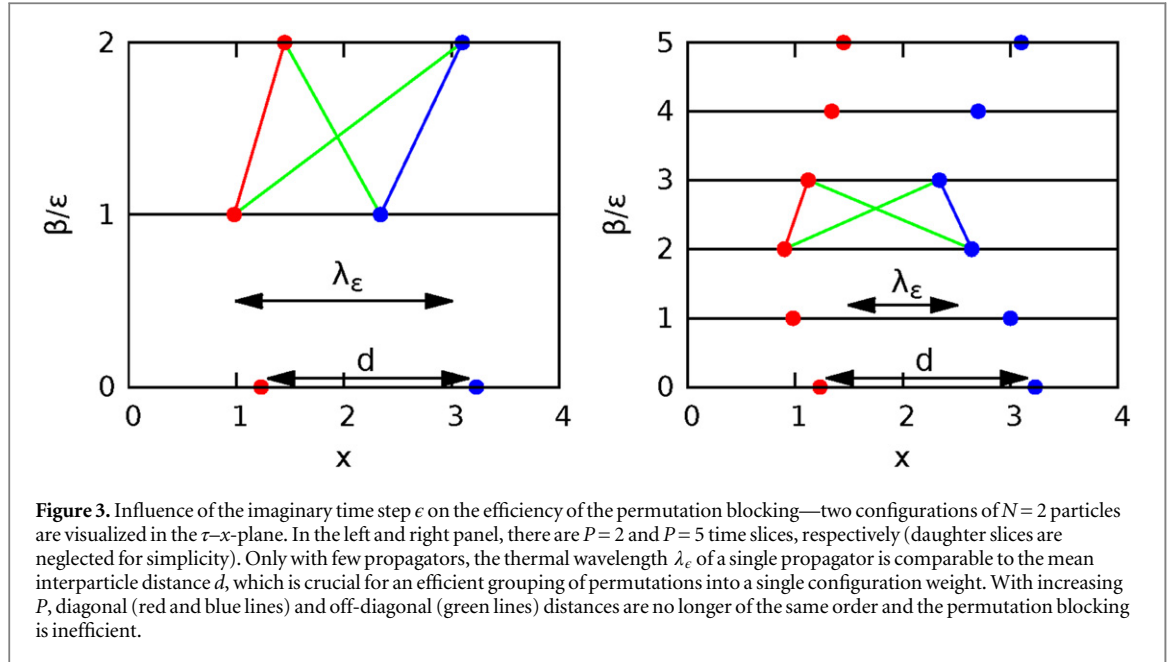 2
1
0
β/ε
λε
d
0 1 2 3 4
x
5
4
3
2
1
0
β/ε
λε
d
0 1 2 3 4
x
Figure 3. Influence of the imaginary time step ϵ on the efficiency of the permutation blocking—two configurations of N = 2 particles
are visualized in the τ–x-plane. In the left and right panel, there are P = 2 and P = 5 time slices, respectively (daughter slices are
neglected for simplicity). Only with few propagators, the thermal wavelength λϵ of a single propagator is comparable to the mean
interparticle distance d, which is crucial for an efficient grouping of permutations into a single configuration weight. With increasing
P, diagonal (red and blue lines) and off-diagonal (green lines) distances are no longer of the same order and the permutation blocking
is inefficient.